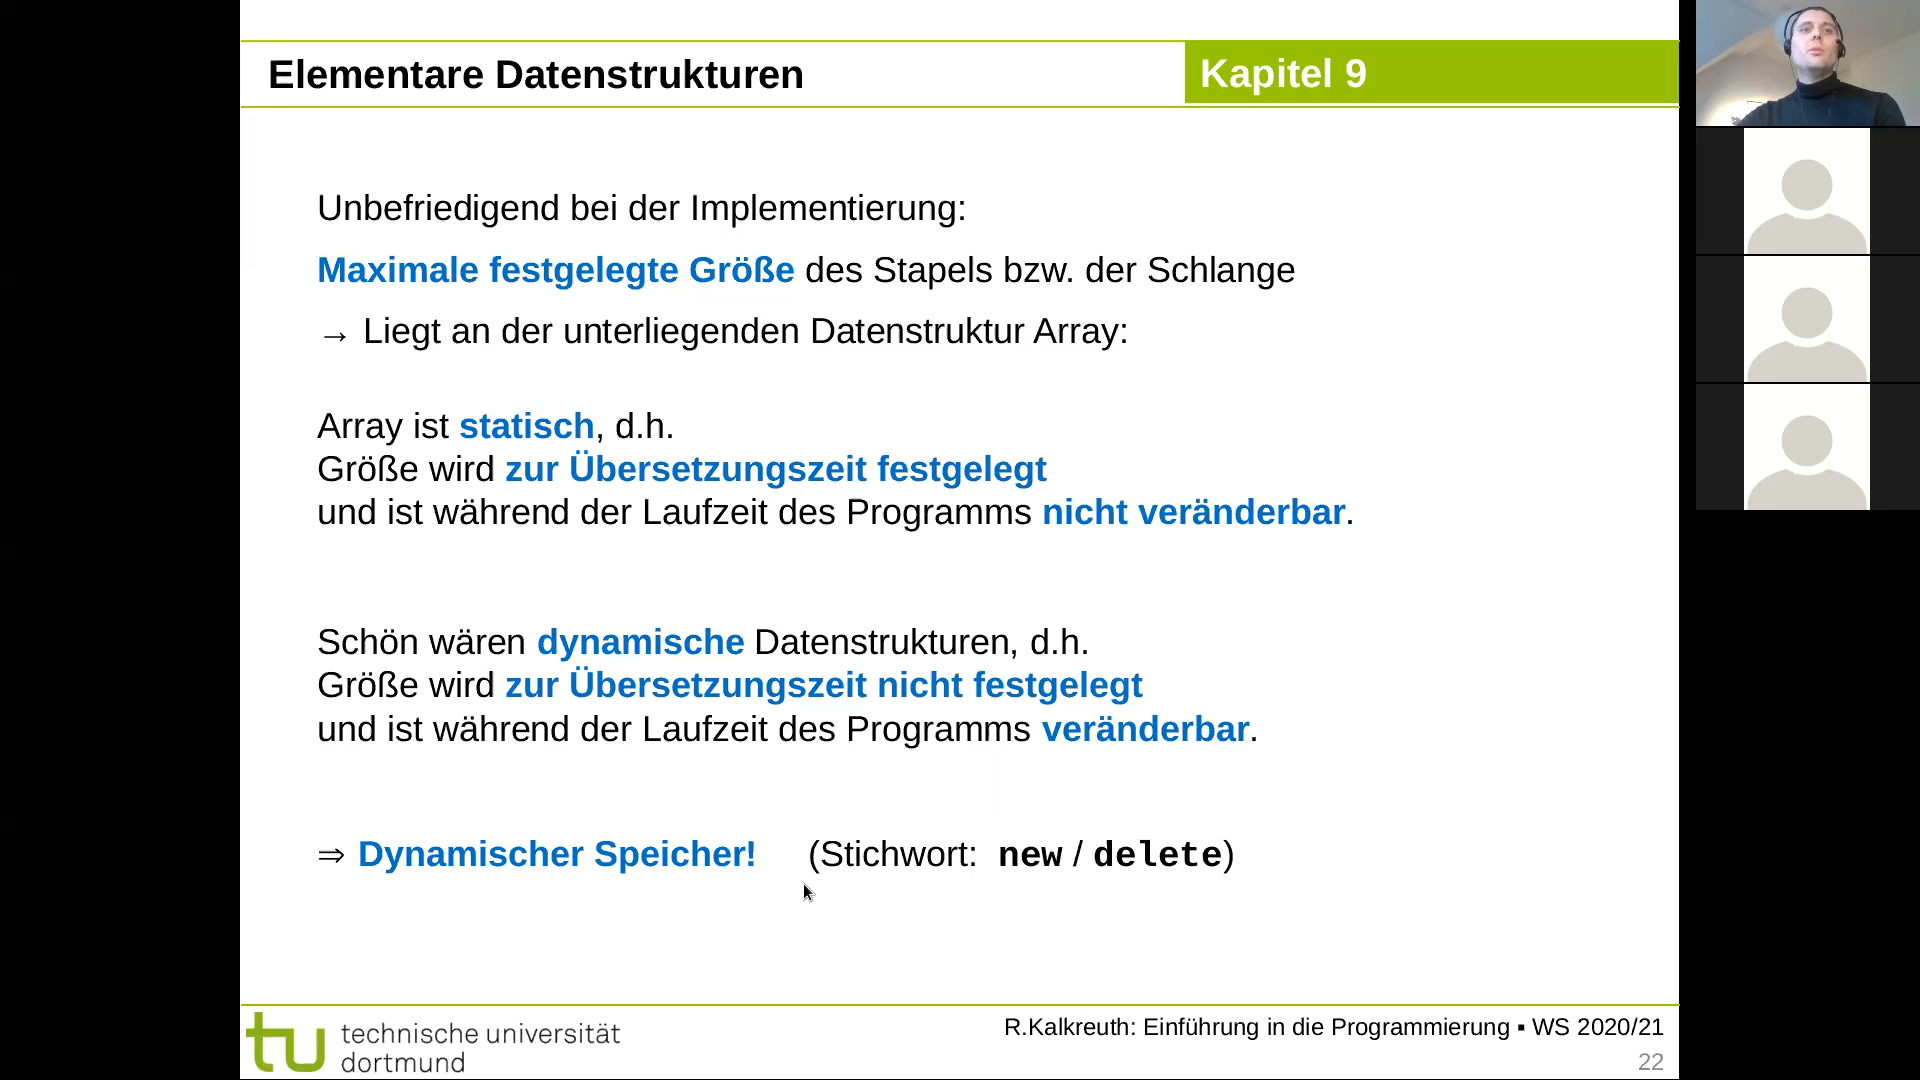 Elementare Datenstrukturen
Kapitel 9
Unbefriedigend bei der Implementierung:
Maximale festgelegte Größe des Stapels bzw. der Schlange
→ Liegt an der unterliegenden Datenstruktur Array:
Array ist statisch, d.h.
Größe wird zur Übersetzungszeit festgelegt
und ist während der Laufzeit des Programms nicht veränderbar.
Schön wären dynamische Datenstrukturen, d.h.
Größe wird zur Übersetzungszeit nicht festgelegt
und ist während der Laufzeit des Programms veränderbar.
⇒ Dynamischer Speicher! (Stichwort: new / delete)
tu technische universität
dortmund
R.Kalkreuth: Einführung in die Programmierung ▪ WS 2020/21
22